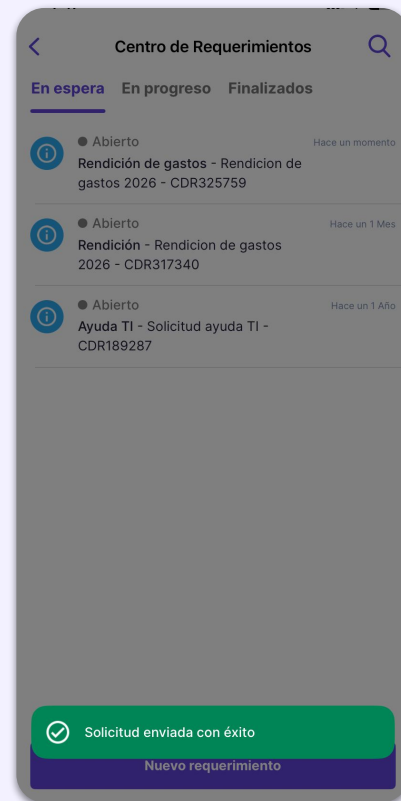 Centro de Requerimientos
En espera En progreso Finalizados
Abierto Hace un momento
Rendición de gastos - Rendicion de
gastos 2026 - CDR325759
Abierto Hace un 1 Mes
Rendición - Rendicion de gastos
2026 - CDR317340
Abierto Hace un 1 Año
Ayuda TI - Solicitud ayuda TI -
CDR189287
Solicitud enviada con éxito
Nuevo requerimiento